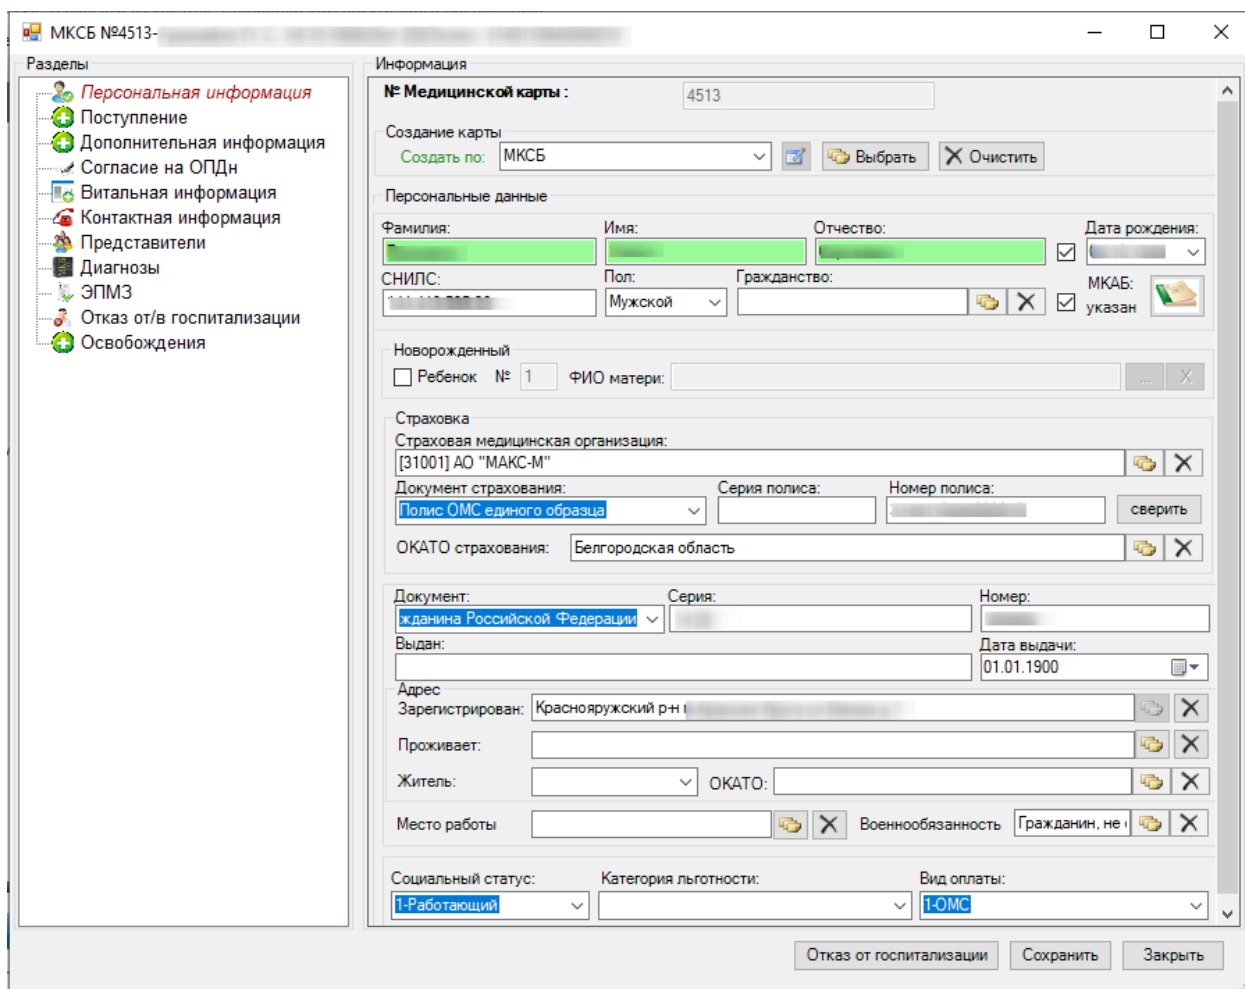 МКСБ №4513-
Разделы
Персональная информация
Поступление
Дополнительная информация
Согласие на ОПДн
Витальная информация
Контактная информация
Представители
Диагнозы
ЭПМЗ
Отказ от/в госпитализации
Освобождения
Информация
№ Медицинской карты : 4513
Создание карты
Создать по: МКСБ Выбрать Очистить
Персональные данные
Фамилия: Имя: Отчество: Дата рождения:
СНИЛС: Пол: Гражданство: МКАБ:
Мужской указан
Новорожденный
Ребенок № 1 ФИО матери: ... X
Страховка
Страховая медицинская организация:
[31001] АО "МАКС-М"
Документ страхования: Серия полиса: Номер полиса:
Полис ОМС единого образца сверить
ОКАТО страхования: Белгородская область
Документ: Серия: Номер:
жданина Российской Федерации
Выдан: Дата выдачи:
01.01.1900
Адрес
Зарегистрирован: Краснояружский р-н
Проживает:
Житель: ОКАТО:
Место работы Военнообязанность Гражданин, не
Социальный статус: Категория льготности: Вид оплаты:
1-Работающий 1-ОМС
Отказ от госпитализации Сохранить Закрыть